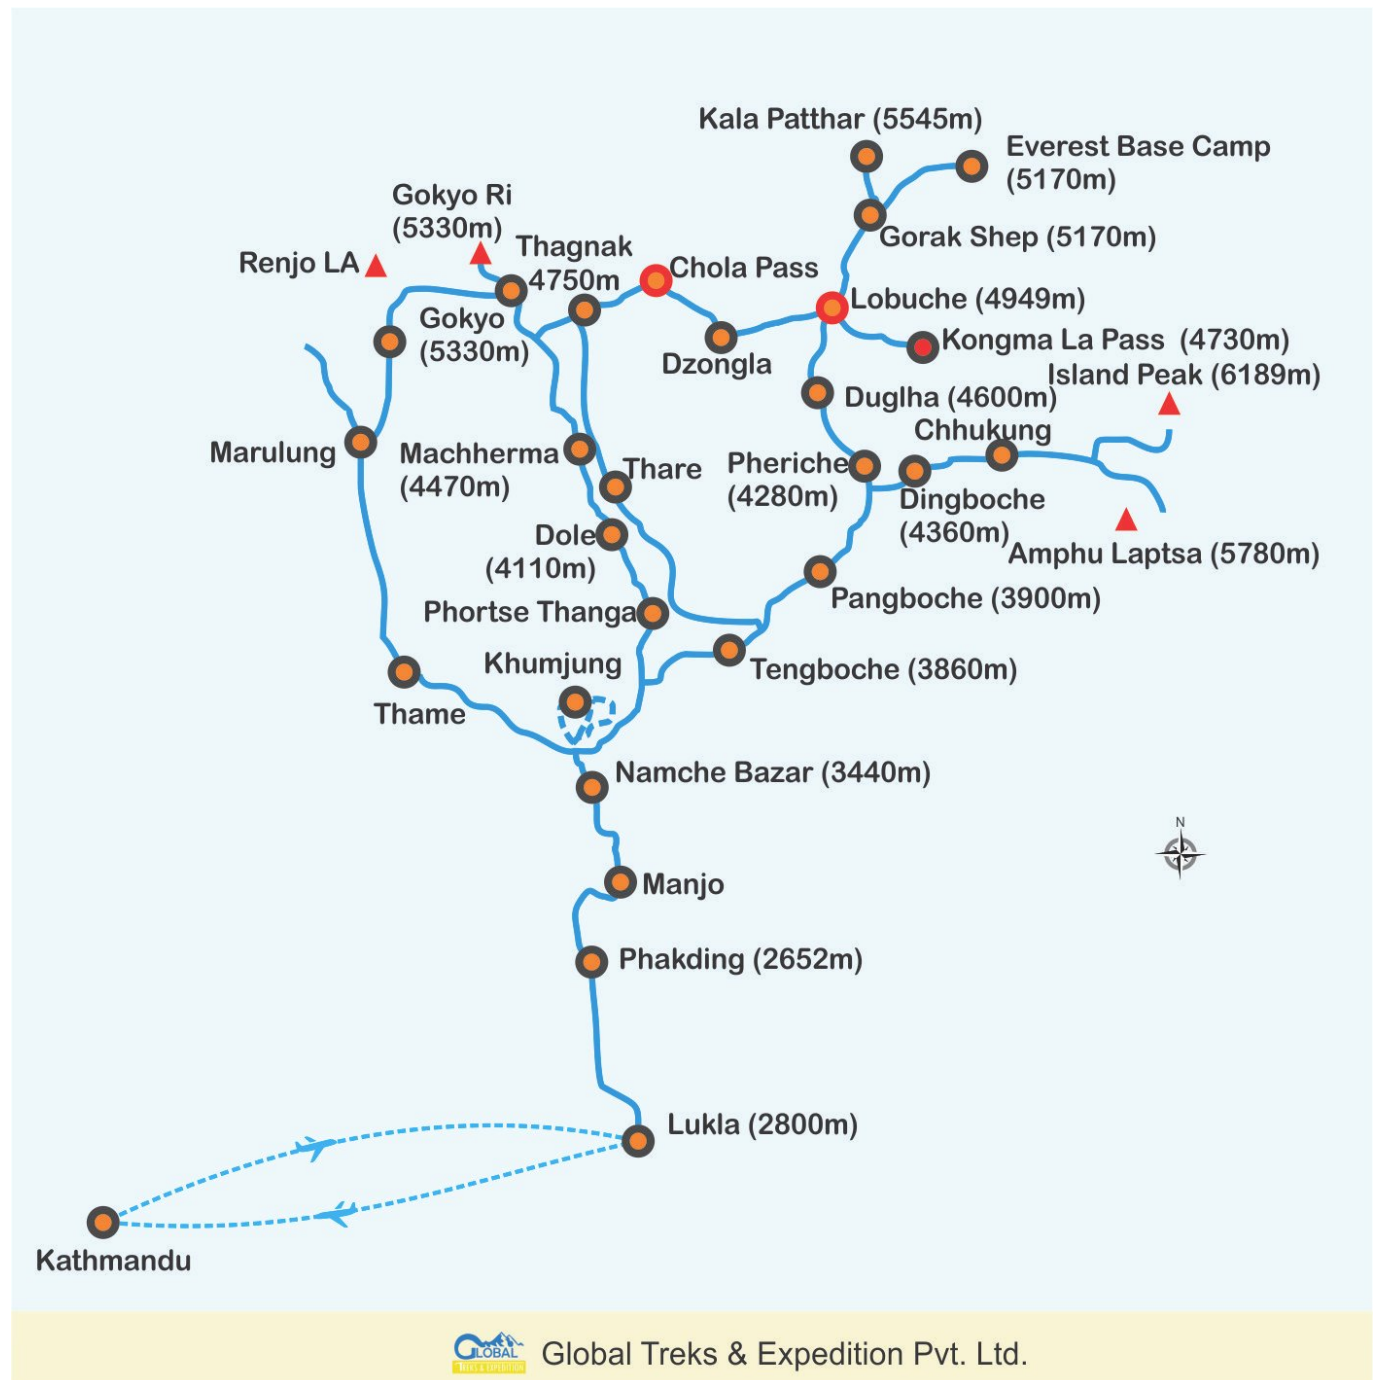 Kala Patthar (5545m)
Everest Base Camp
(5170m)
Gokyo Ri
(5330m)
Gorak Shep (5170m)
Thagnak
4750m
Renjo LA
Chola Pass
Lobuche (4949m)
Gokyo
(5330m)
Kongma La Pass (4730m)
Dzongla
Island Peak (6189m)
Duglha (4600m)
Chhukung
Marulung
Machherma
(4470m)
Thare
Pheriche
(4280m)
Dingboche
(4360m)
Dole
(4110m)
Amphu Laptsa (5780m)
Pangboche (3900m)
Phortse Thanga
Khumjung
Tengboche (3860m)
Thame
Namche Bazar (3440m)
N
Manjo
Phakding (2652m)
Lukla (2800m)
Kathmandu
GLOBAL
TREKS & EXPEDITION
Global Treks & Expedition Pvt. Ltd.